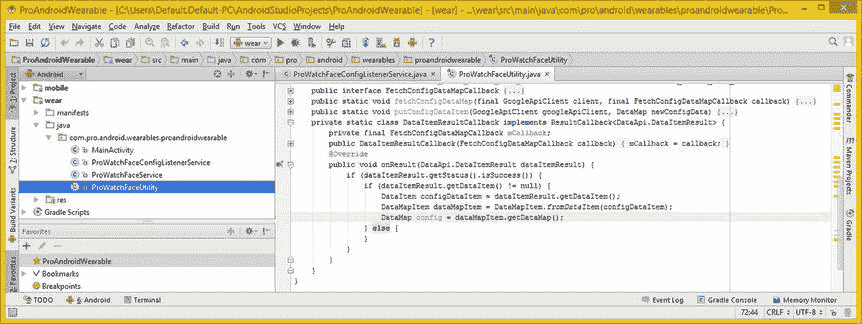 ProAndroidWearable - [C:\Users\Default.Default-PC\AndroidStudioProjects\ProAndroidWearable] - [wear] - ...\wear\src\main\java\com\pro\android\wearables\proandroidwearable\Pro...
File Edit View Navigate Code Analyze Refactor Build Run Tools VCS Window Help
wear
ProAndroidWearable wear src main java com pro android wearables proandroidwearable ProWatchFaceUtility
Android
ProWatchFaceConfigListenerService.java × ProWatchFaceUtility.java ×
1: Project
Z: Structure
Build Variants
2: Favorites
mobile
wear
manifests
java
com.pro.android.wearables.proandroidwearable
MainActivity
ProWatchFaceConfigListenerService
ProWatchFaceService
ProWatchFaceUtility
res
Gradle Scripts
Favorites
ProAndroidWearable
Bookmarks
Breakpoints
public interface FetchConfigDataMapCallback {...}
public static void fetchConfigDataMap(final GoogleApiClient client, final FetchConfigDataMapCallback callback) {...}
public static void putConfigDataItem(GoogleApiClient googleApiClient, DataMap newConfigData) {...}
private static class DataItemResultCallback implements ResultCallback<DataApi.DataItemResult> {
private final FetchConfigDataMapCallback mCallback;
public DataItemResultCallback(FetchConfigDataMapCallback callback) { mCallback = callback; }
@Override
public void onResult(DataApi.DataItemResult dataItemResult) {
if (dataItemResult.getStatus().isSuccess()) {
if (dataItemResult.getDataItem() != null) {
DataItem configDataItem = dataItemResult.getDataItem();
DataMapItem dataMapItem = DataMapItem.fromDataItem(configDataItem);
DataMap config = dataMapItem.getDataMap();
} else {
}
}
}
}
}
Commander
Maven Projects
Gradle
TODO 6: Android Terminal Event Log Gradle Console Memory Monitor
72:44 CRLF UTF-8